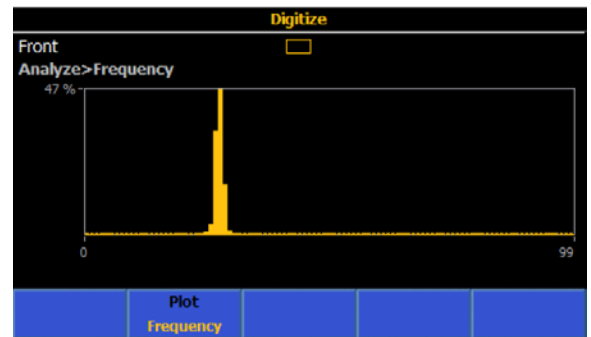 Digitize
Front
Analyze>Frequency
47 %
0 99
Plot
Frequency